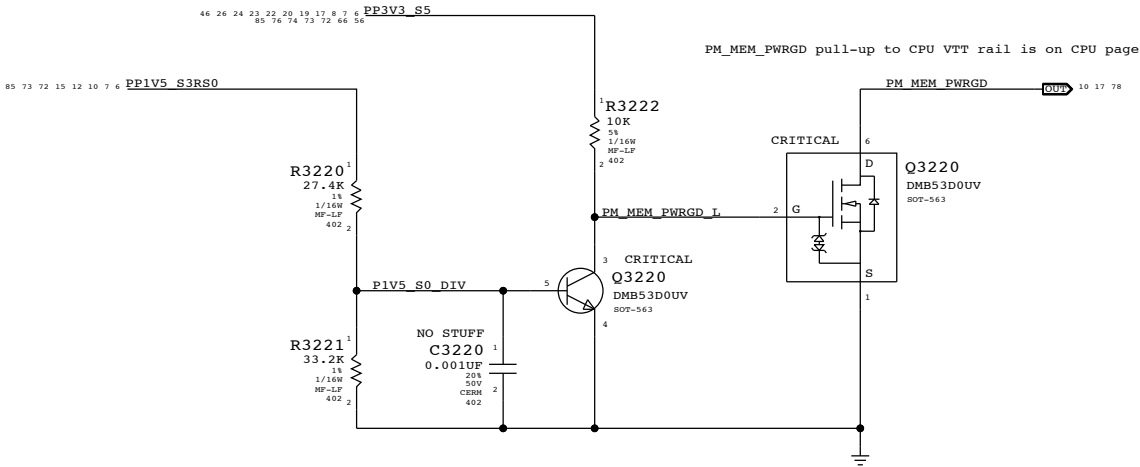 46 26 24 23 22 20 19 17 8 7 6 PP3V3_S5
85 76 74 73 72 66 56
PM_MEM_PWRGD pull-up to CPU VTT rail is on CPU page
85 73 72 15 12 10 7 6 PP1V5_S3RS0
PM_MEM_PWRGD
OUT 10 17 78
1
R3222
10K
5%
1/16W
MF-LF
402
2
CRITICAL
6
D
Q3220
DMB53D0UV
SOT-563
R3220
1
27.4K
1%
1/16W
MF-LF
402
2
PM_MEM_PWRGD_L
2
G
S
1
3
CRITICAL
Q3220
DMB53D0UV
SOT-563
P1V5_S0_DIV
5
4
NO STUFF
C3220
1
0.001UF
20%
50V
CERM
402
2
R3221
1
33.2K
1%
1/16W
MF-LF
402
2